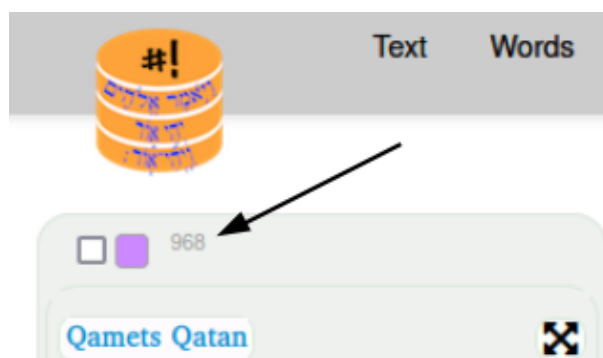 #!
Text Words
ויאמר אלהים
יהי אור
ויהי־אור׃
968
Qamets Qatan